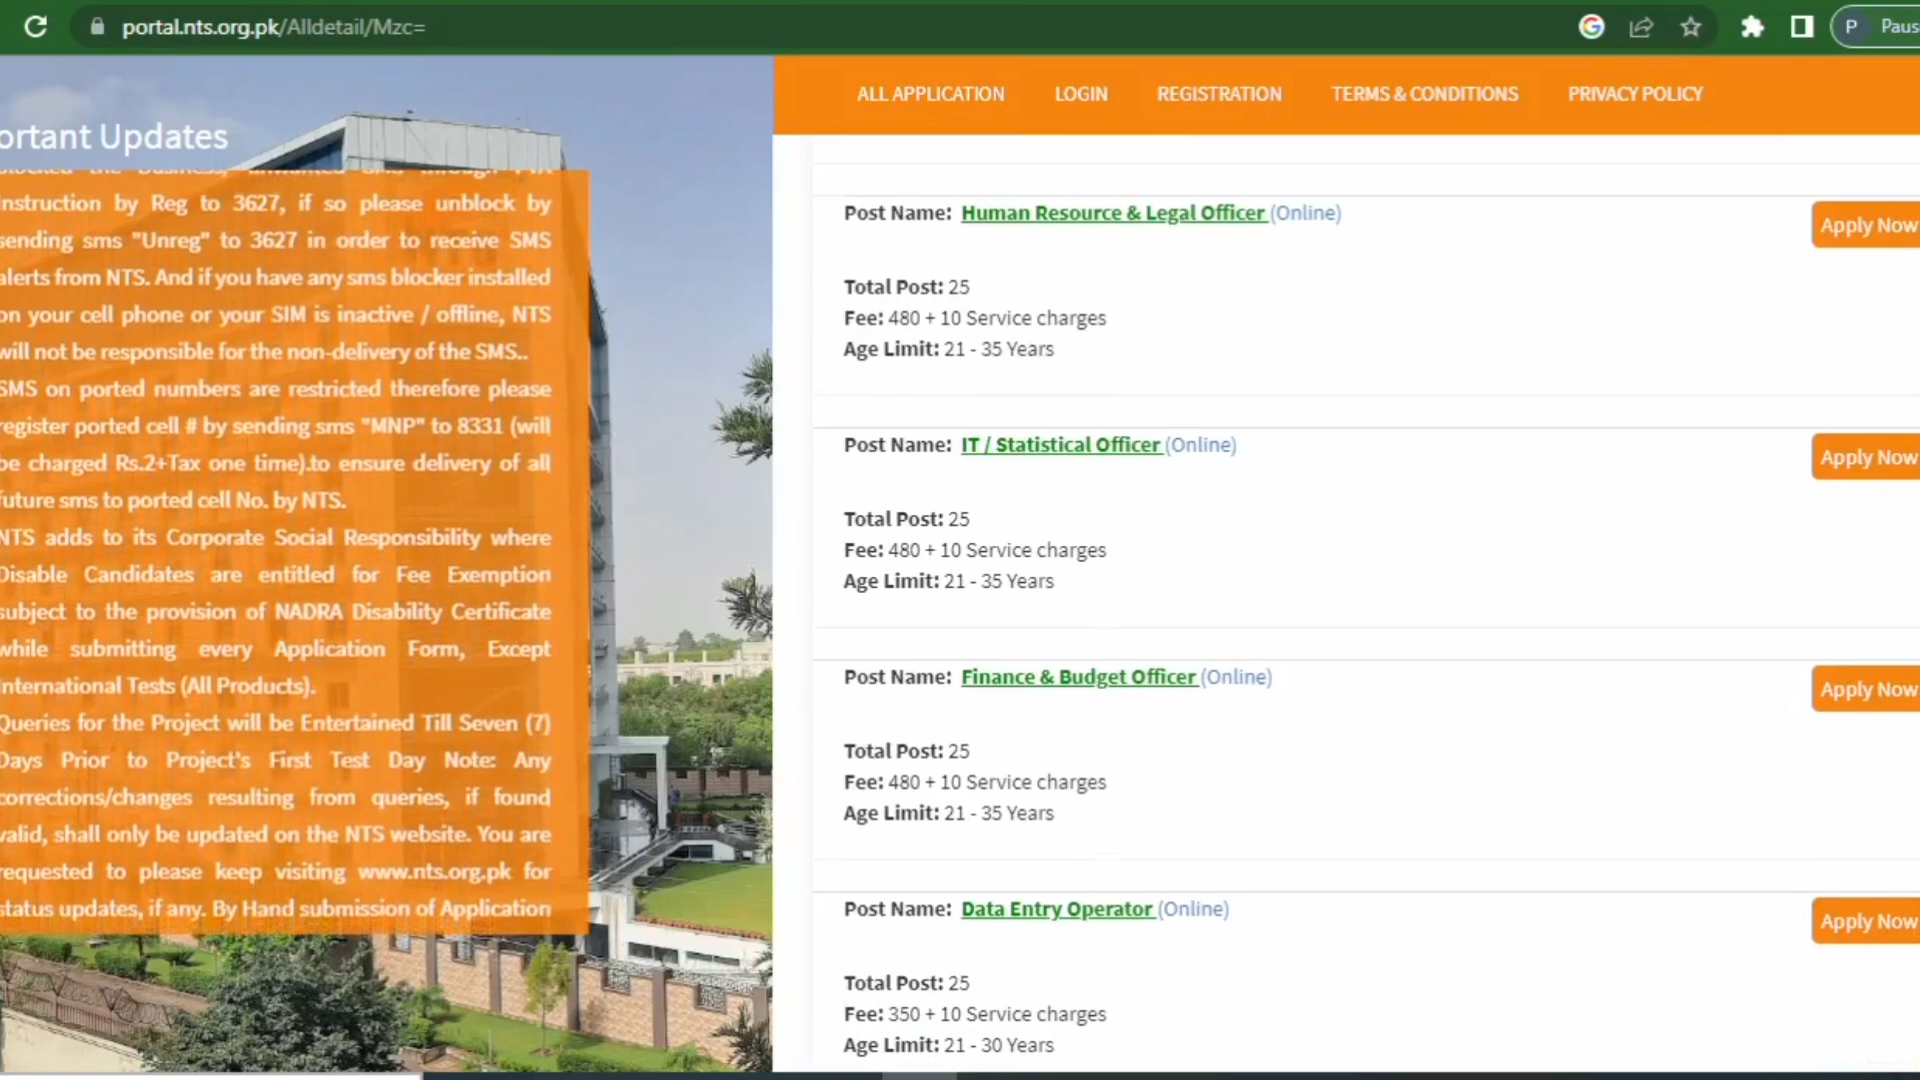 portal.nts.org.pk/Alldetail/Mzc=
P Paus
ortant Updates
Instruction by Reg to 3627, if so please unblock by
sending sms "Unreg" to 3627 in order to receive SMS
alerts from NTS. And if you have any sms blocker installed
on your cell phone or your SIM is inactive / offline, NTS
will not be responsible for the non-delivery of the SMS..
SMS on ported numbers are restricted therefore please
register ported cell # by sending sms "MNP" to 8331 (will
be charged Rs.2+Tax one time).to ensure delivery of all
future sms to ported cell No. by NTS.
NTS adds to its Corporate Social Responsibility where
Disable Candidates are entitled for Fee Exemption
subject to the provision of NADRA Disability Certificate
while submitting every Application Form, Except
International Tests (All Products).
Queries for the Project will be Entertained Till Seven (7)
Days Prior to Project's First Test Day Note: Any
corrections/changes resulting from queries, if found
valid, shall only be updated on the NTS website. You are
requested to please keep visiting www.nts.org.pk for
status updates, if any. By Hand submission of Application
ALL APPLICATION LOGIN REGISTRATION TERMS & CONDITIONS PRIVACY POLICY
Post Name: Human Resource & Legal Officer (Online)
Apply Now
Total Post: 25
Fee: 480 + 10 Service charges
Age Limit: 21 - 35 Years
Post Name: IT / Statistical Officer (Online)
Apply Now
Total Post: 25
Fee: 480 + 10 Service charges
Age Limit: 21 - 35 Years
Post Name: Finance & Budget Officer (Online)
Apply Now
Total Post: 25
Fee: 480 + 10 Service charges
Age Limit: 21 - 35 Years
Post Name: Data Entry Operator (Online)
Apply Now
Total Post: 25
Fee: 350 + 10 Service charges
Age Limit: 21 - 30 Years